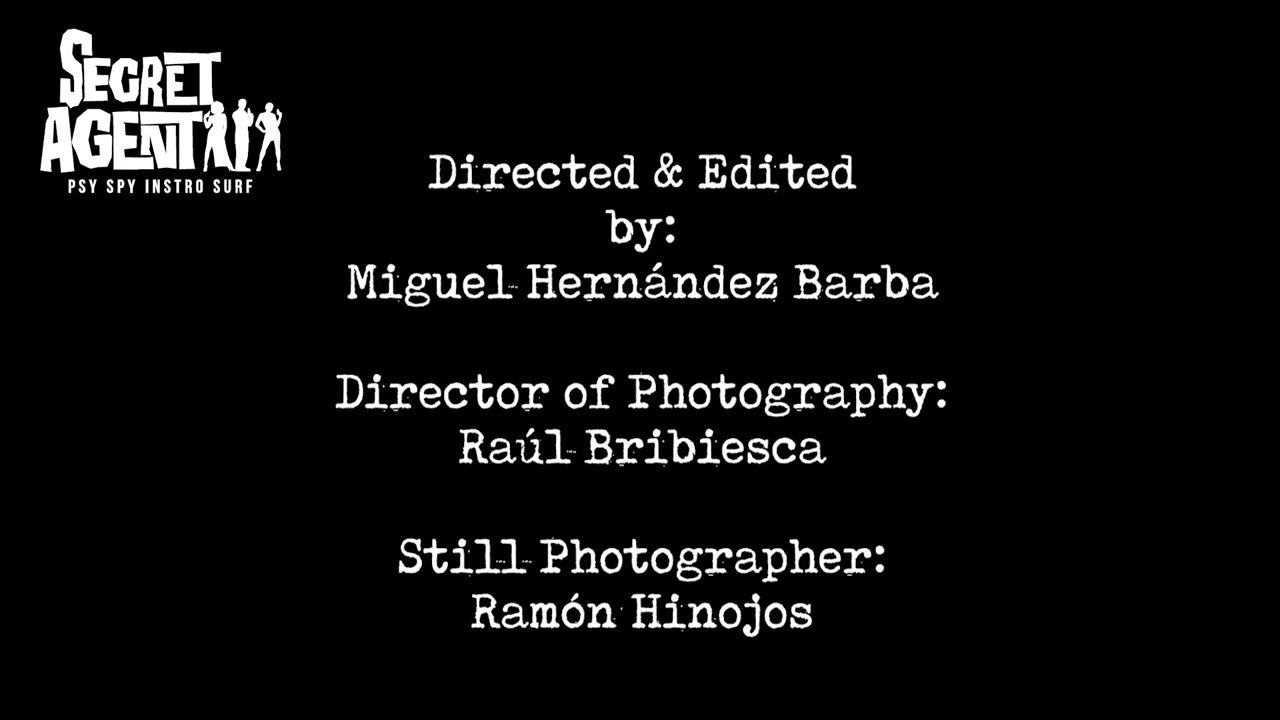 SECRET
AGENT
PSY SPY INSTRO SURF
Directed & Edited
by:
Miguel Hernández Barba
Director of Photography:
Raúl Bribiesca
Still Photographer:
Ramón Hinojos